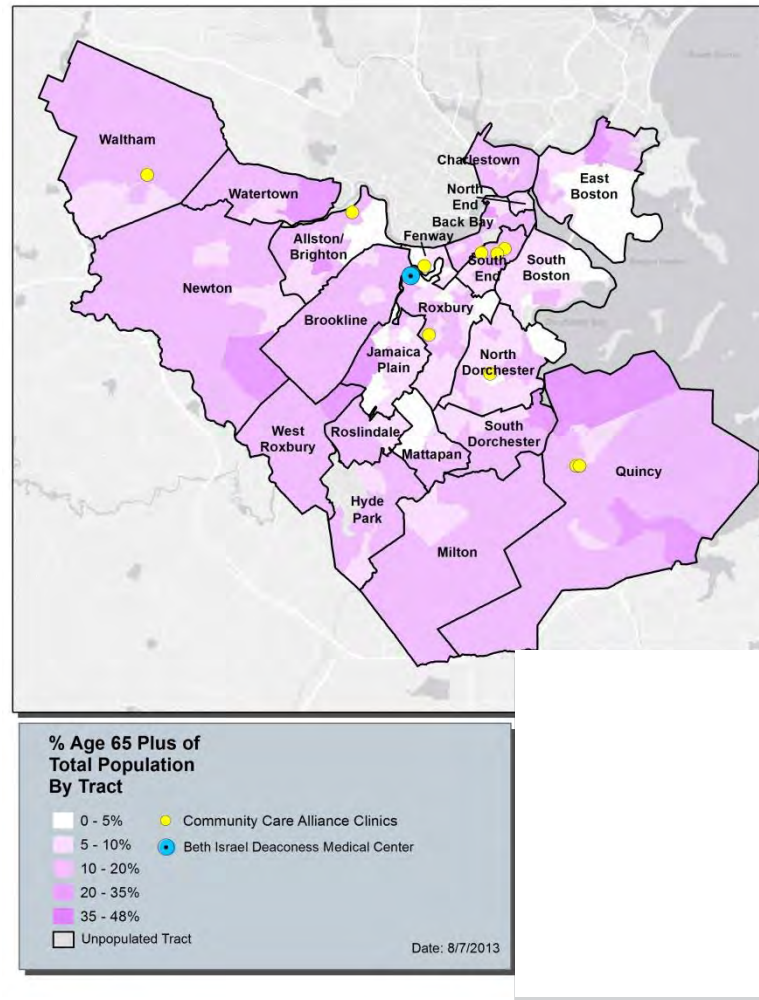 Waltham
Watertown
Charlestown
North
End
Back Bay
East
Boston
Allston/
Brighton
Fenway
South
End
South
Boston
Newton
Brookline
Roxbury
Jamaica
Plain
North
Dorchester
West
Roxbury
Roslindale
Mattapan
South
Dorchester
Quincy
Hyde
Park
Milton
% Age 65 Plus of
Total Population
By Tract
0 - 5%
5 - 10%
10 - 20%
20 - 35%
35 - 48%
Unpopulated Tract
Community Care Alliance Clinics
Beth Israel Deaconess Medical Center
Date: 8/7/2013